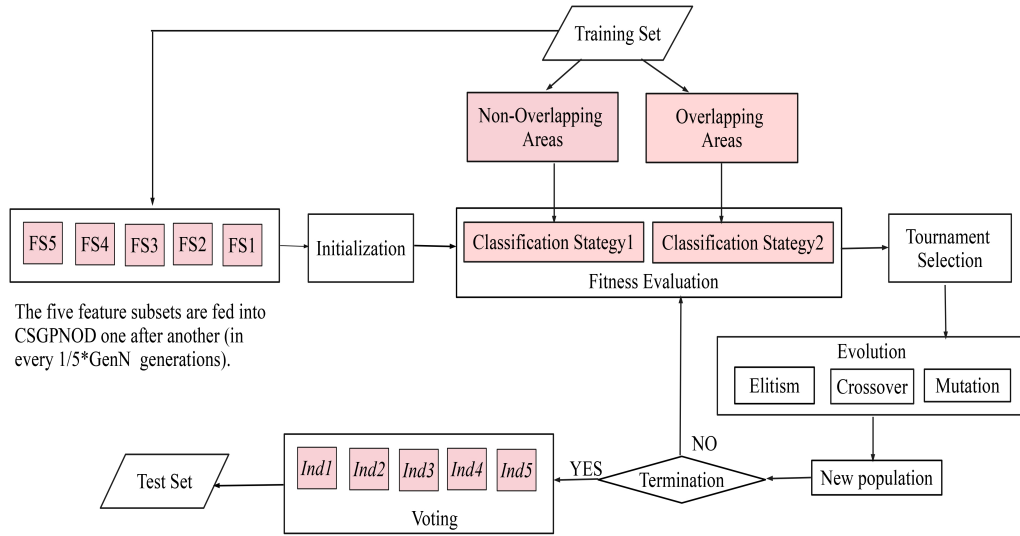 Training Set
Non-Overlapping
Areas
Overlapping
Areas
FS5
FS4
FS3
FS2
FS1
Initialization
Classification Stategy1
Classification Stategy2
Fitness Evaluation
Tournament
Selection
The five feature subsets are fed into
CSGPNOD one after another (in
every 1/5*GenN generations).
Evolution
Elitism
Crossover
Mutation
New population
Termination
NO
YES
Ind1
Ind2
Ind3
Ind4
Ind5
Voting
Test Set